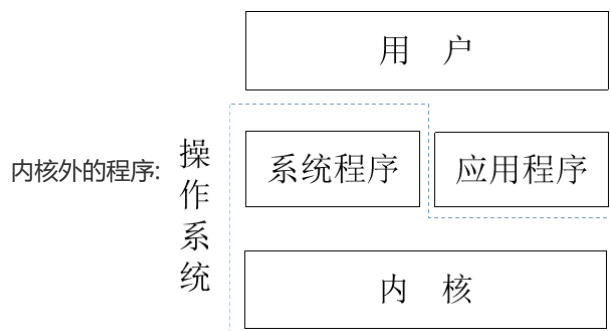 用 户
内核外的程序:
操作系统
系统程序
应用程序
内 核